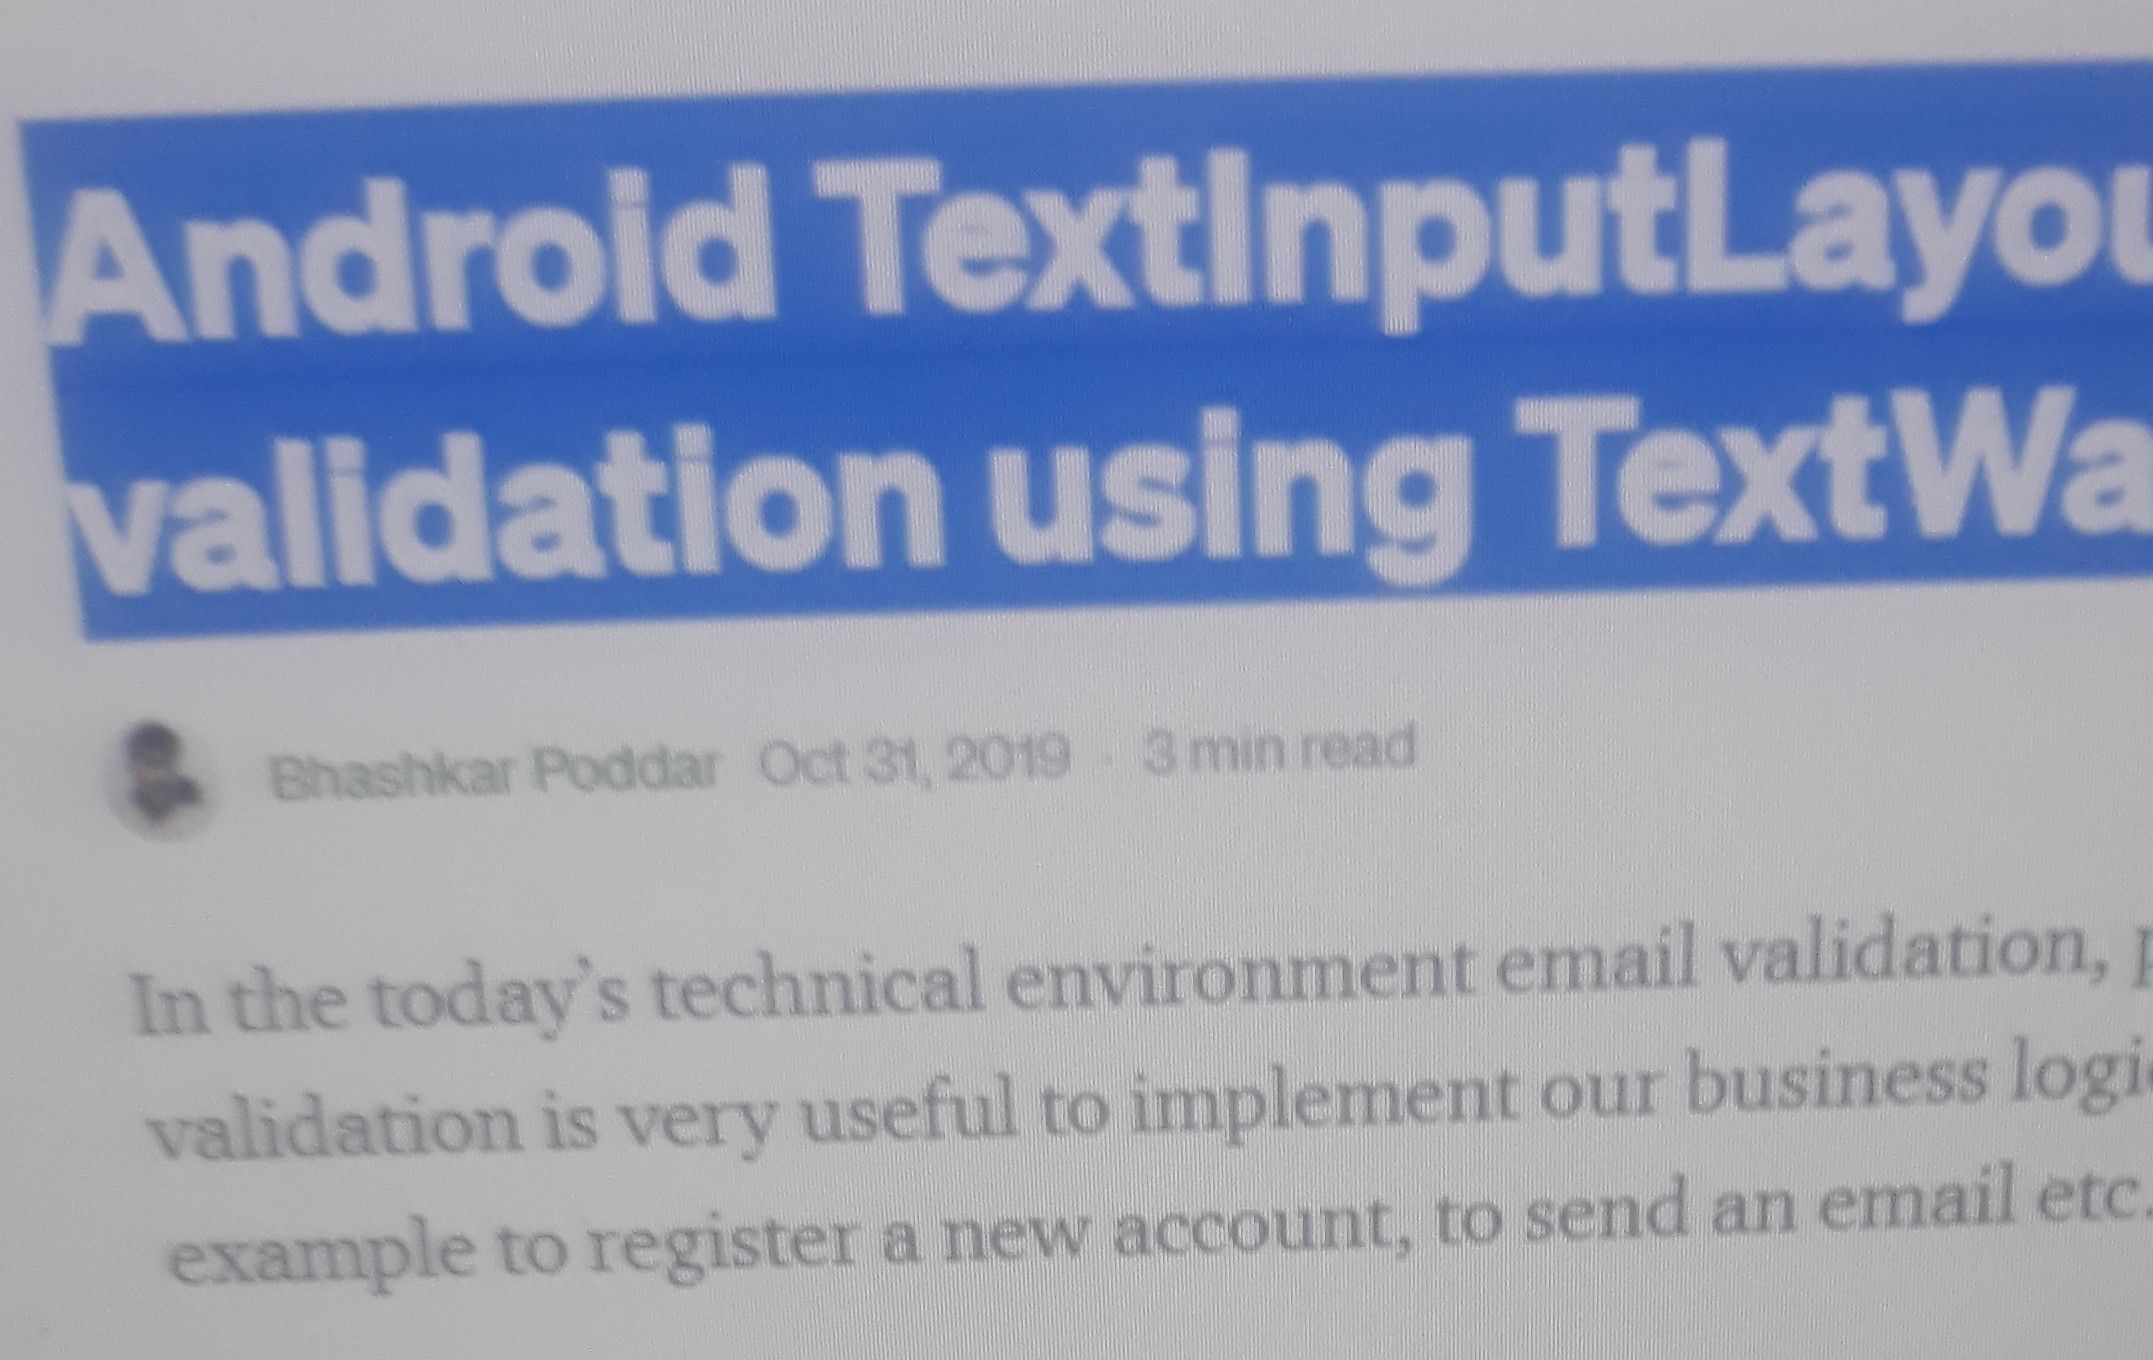 Android TextInputLayou
validation using TextWa
Bhashkar Poddar Oct 31, 2019 · 3 min read
In the today's technical environment email validation, p
validation is very useful to implement our business logic
example to register a new account, to send an email etc.